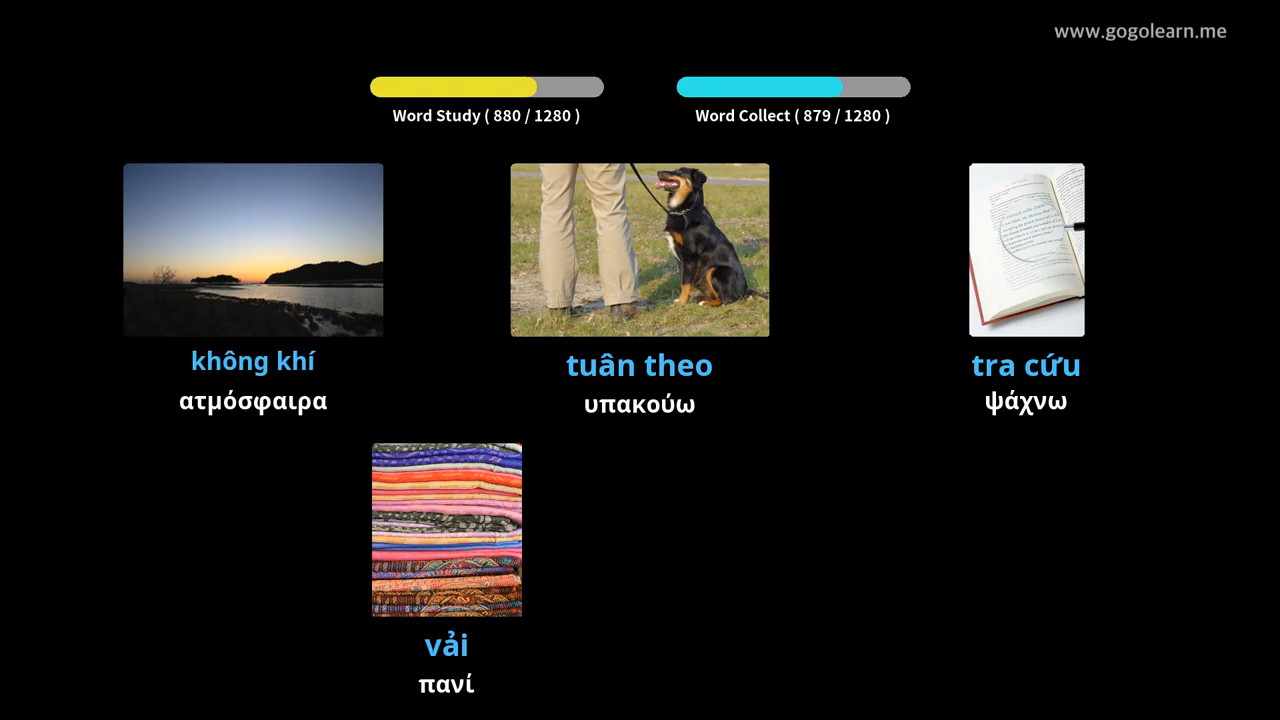 www.gogolearn.me
Word Study ( 880 / 1280 )
Word Collect ( 879 / 1280 )
không khí
ατμόσφαιρα
tuân theo
υπακούω
tra cứu
ψάχνω
vải
πανί